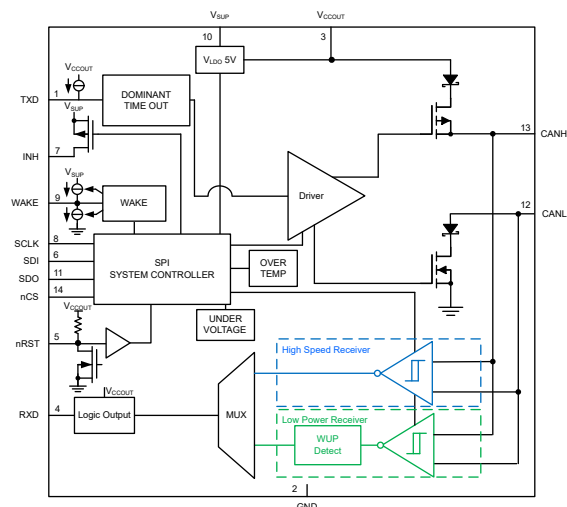 VSUP
VCCOUT
10
3
VLDO 5V
VCCOUT
TXD
1
DOMINANT
TIME OUT
VSUP
INH
7
13
CANH
VSUP
WAKE
9
WAKE
Driver
12
CANL
SCLK
8
SDI
6
SPI
SYSTEM CONTROLLER
OVER
TEMP
SDO
11
nCS
14
VCCOUT
UNDER
VOLTAGE
nRST
5
High Speed Receiver
VCCOUT
RXD
4
Logic Output
MUX
Low Power Receiver
WUP
Detect
2
GND